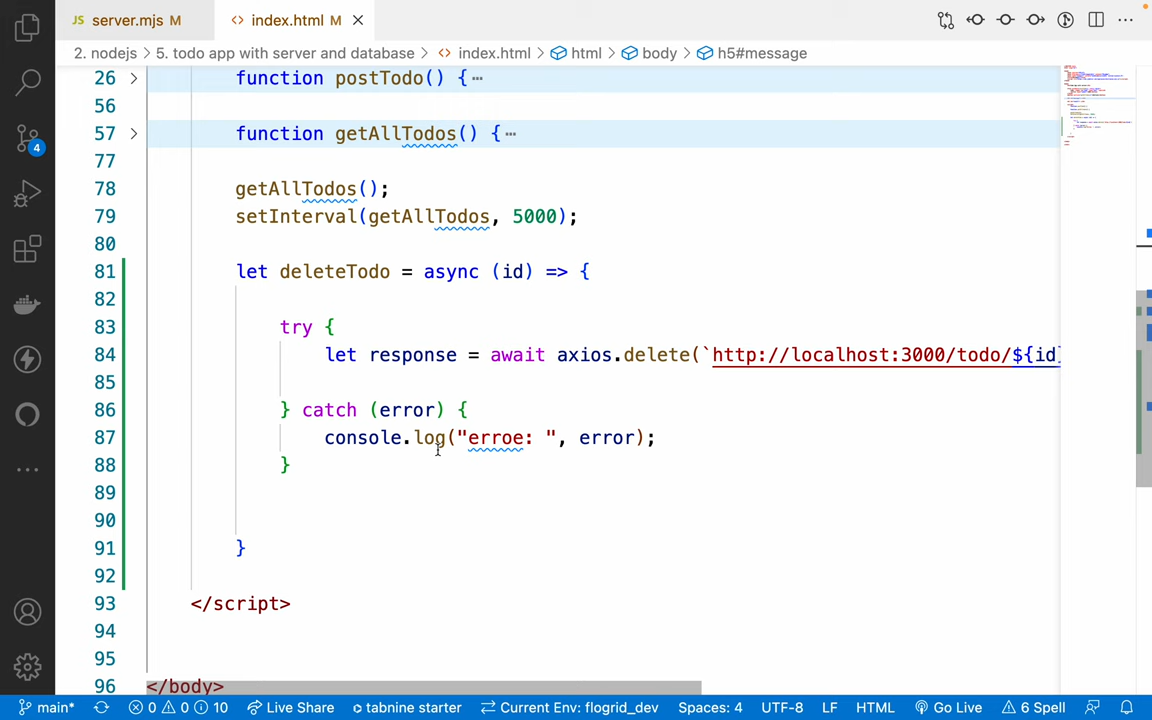 JS server.mjs M <> index.html M ×
2. nodejs > 5. todo app with server and database > <> index.html > html > body > h5#message
26 > function postTodo() { ⋯
56
57 > function getAllTodos() { ⋯
77
78 getAllTodos();
79 setInterval(getAllTodos, 5000);
80
81 let deleteTodo = async (id) => {
82
83 try {
84 let response = await axios.delete(`http://localhost:3000/todo/${id}
85
86 } catch (error) {
87 console.log("erroe: ", error);
88 }
89
90
91 }
92
93 </script>
94
95
96 </body>
4
main* 0 0 10 Live Share tabnine starter Current Env: flogrid_dev Spaces: 4 UTF-8 LF HTML Go Live 6 Spell